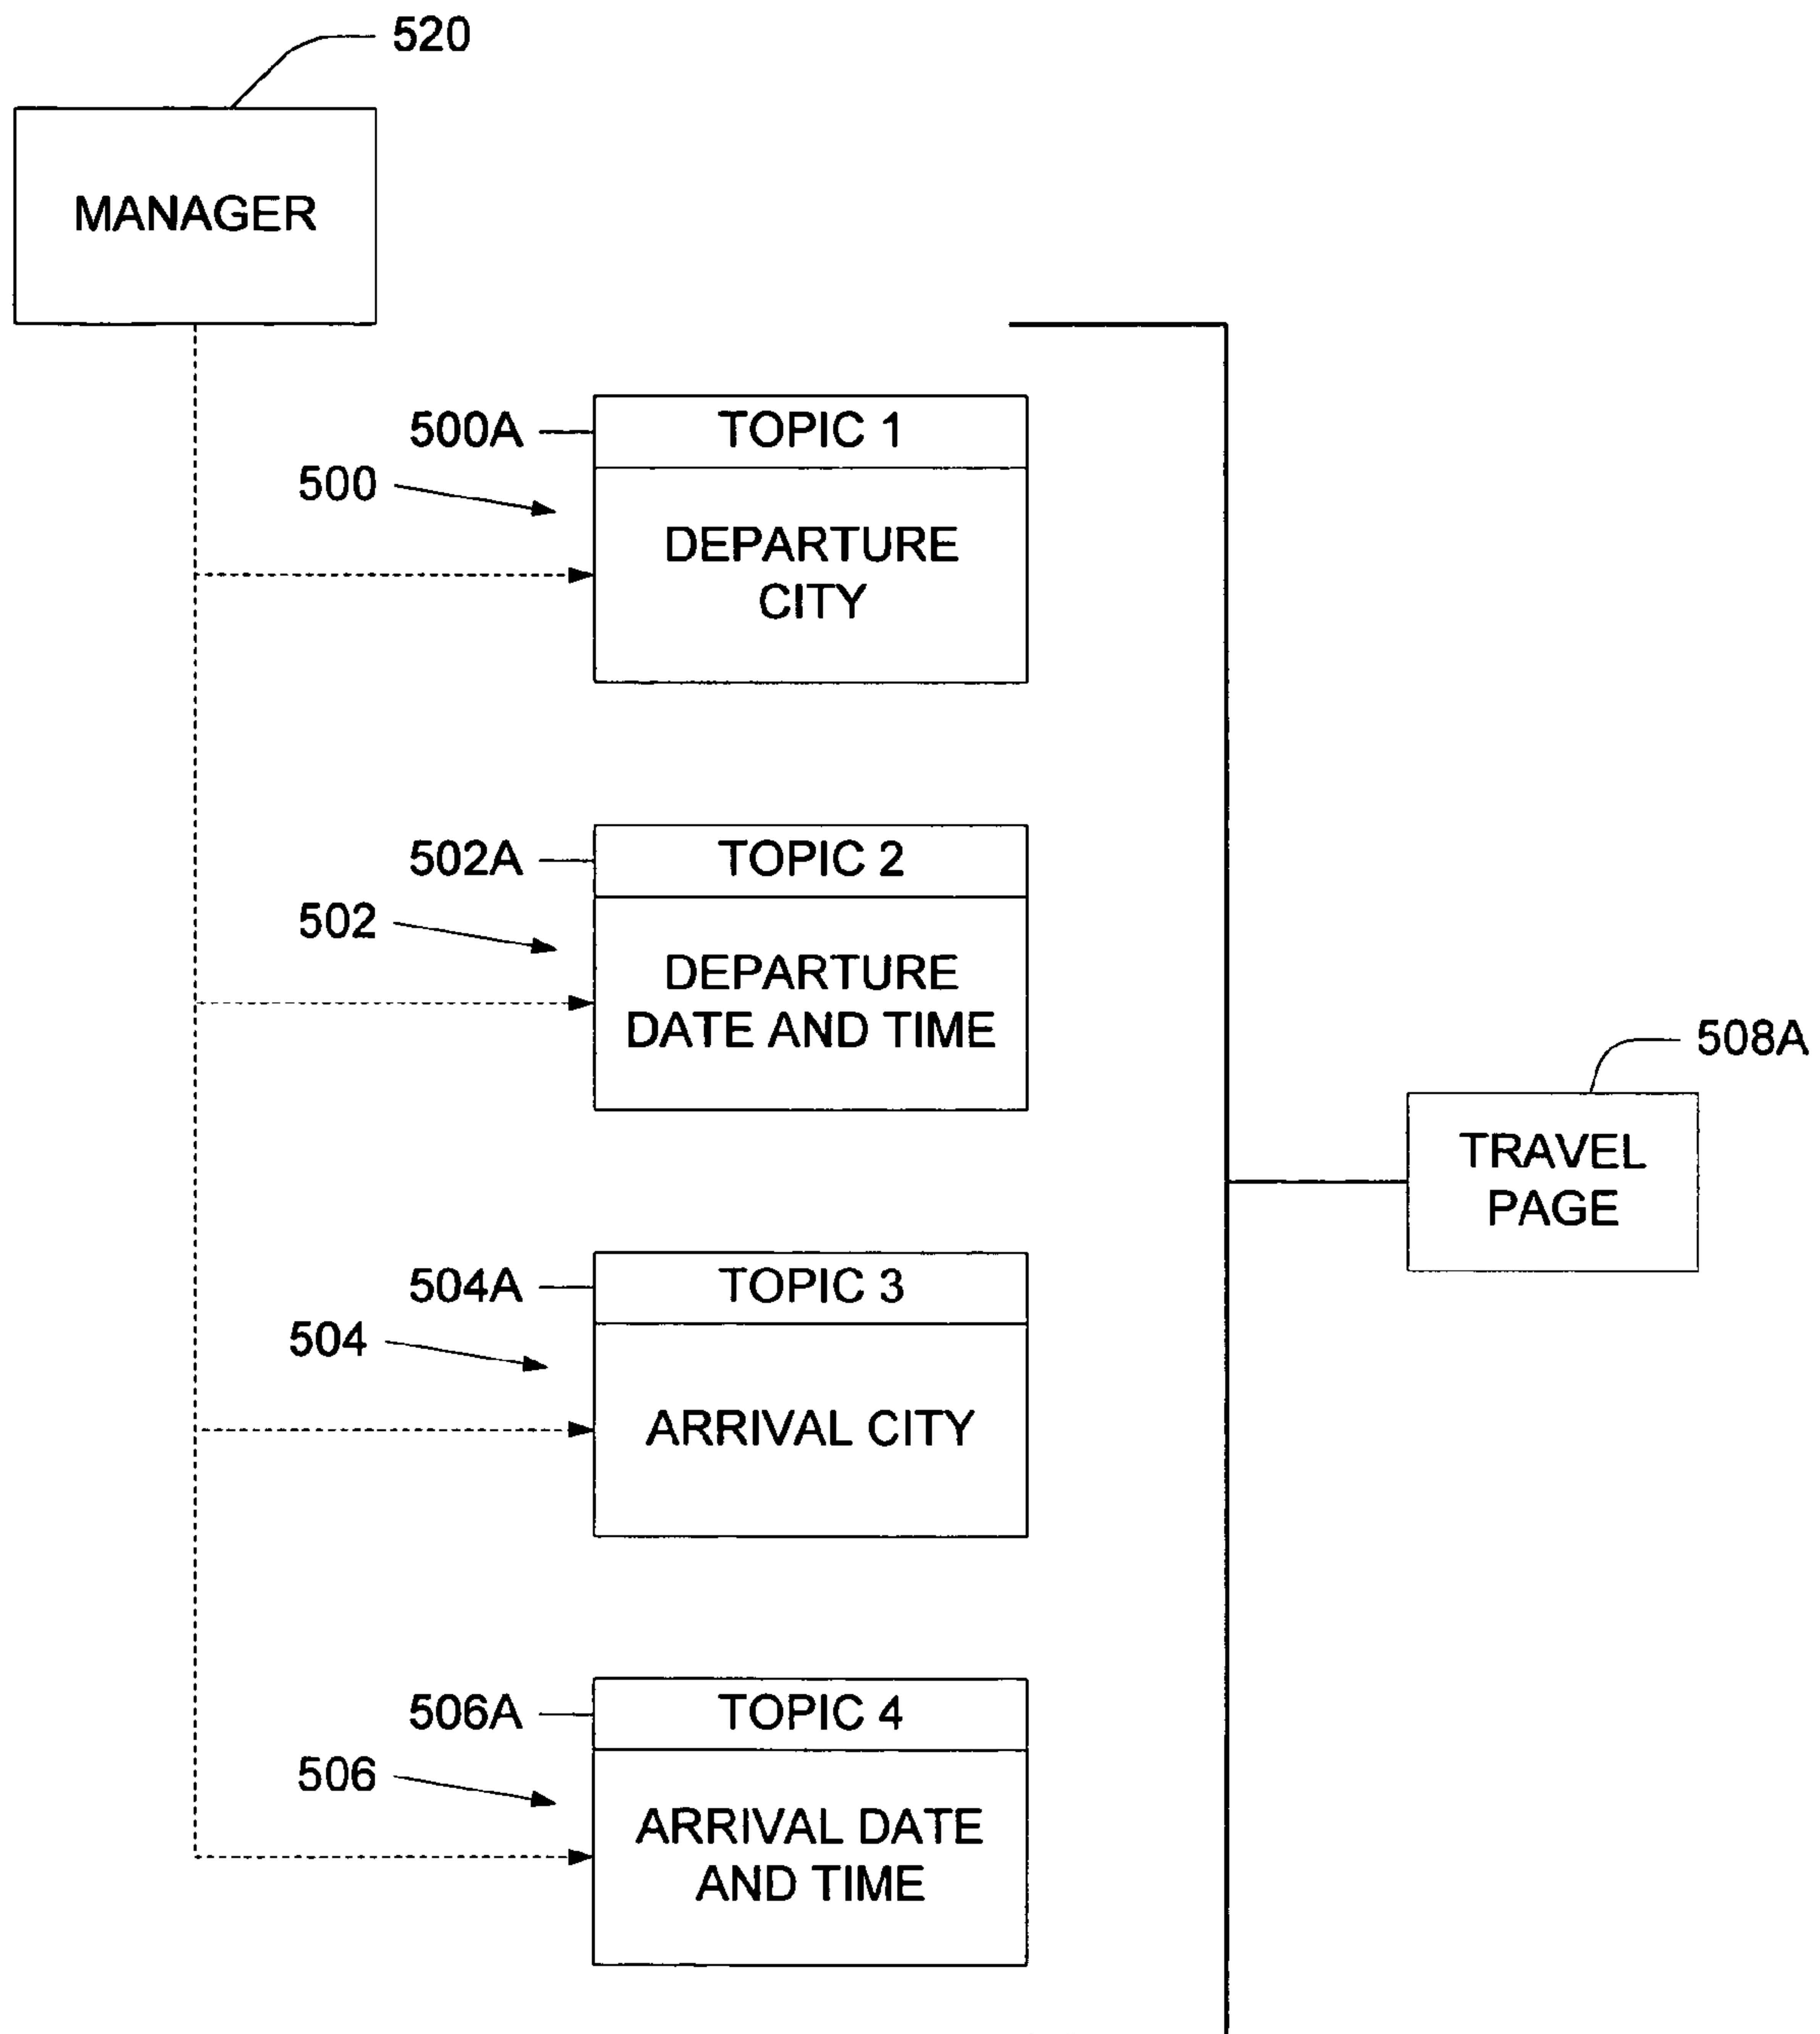 520
MANAGER
500A
TOPIC 1
500
DEPARTURE
CITY
502A
TOPIC 2
502
DEPARTURE
DATE AND TIME
508A
TRAVEL
PAGE
504A
TOPIC 3
504
ARRIVAL CITY
506A
TOPIC 4
506
ARRIVAL DATE
AND TIME